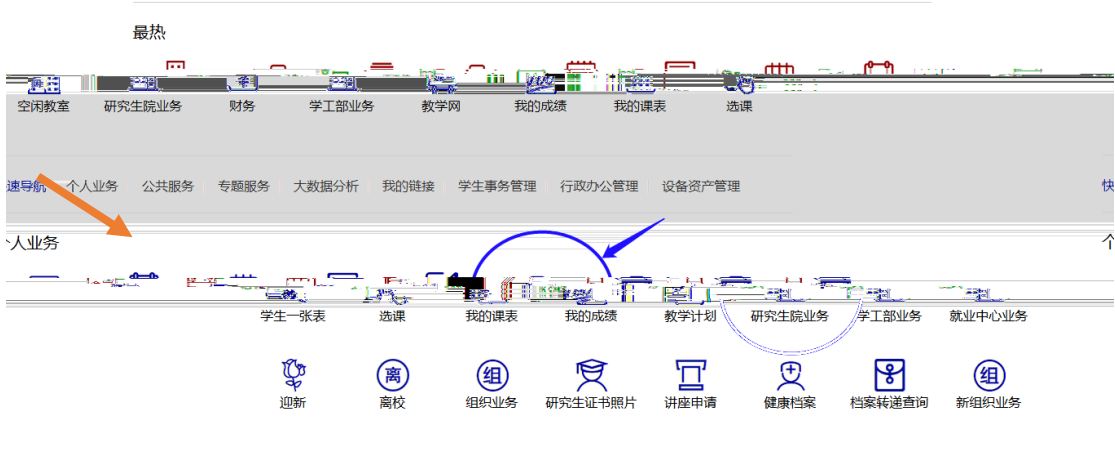 最热
空闲教室 研究生院业务 财务 学工部业务 教学网 我的成绩 我的课表 选课
速导航 个人业务 公共服务 专题服务 大数据分析 我的链接 学生事务管理 行政办公管理 设备资产管理 快
个人业务 个
学生一张表 选课 我的课表 我的成绩 教学计划 研究生院业务 学工部业务 就业中心业务
离 组 组
迎新 离校 组织业务 研究生证书照片 讲座申请 健康档案 档案转递查询 新组织业务